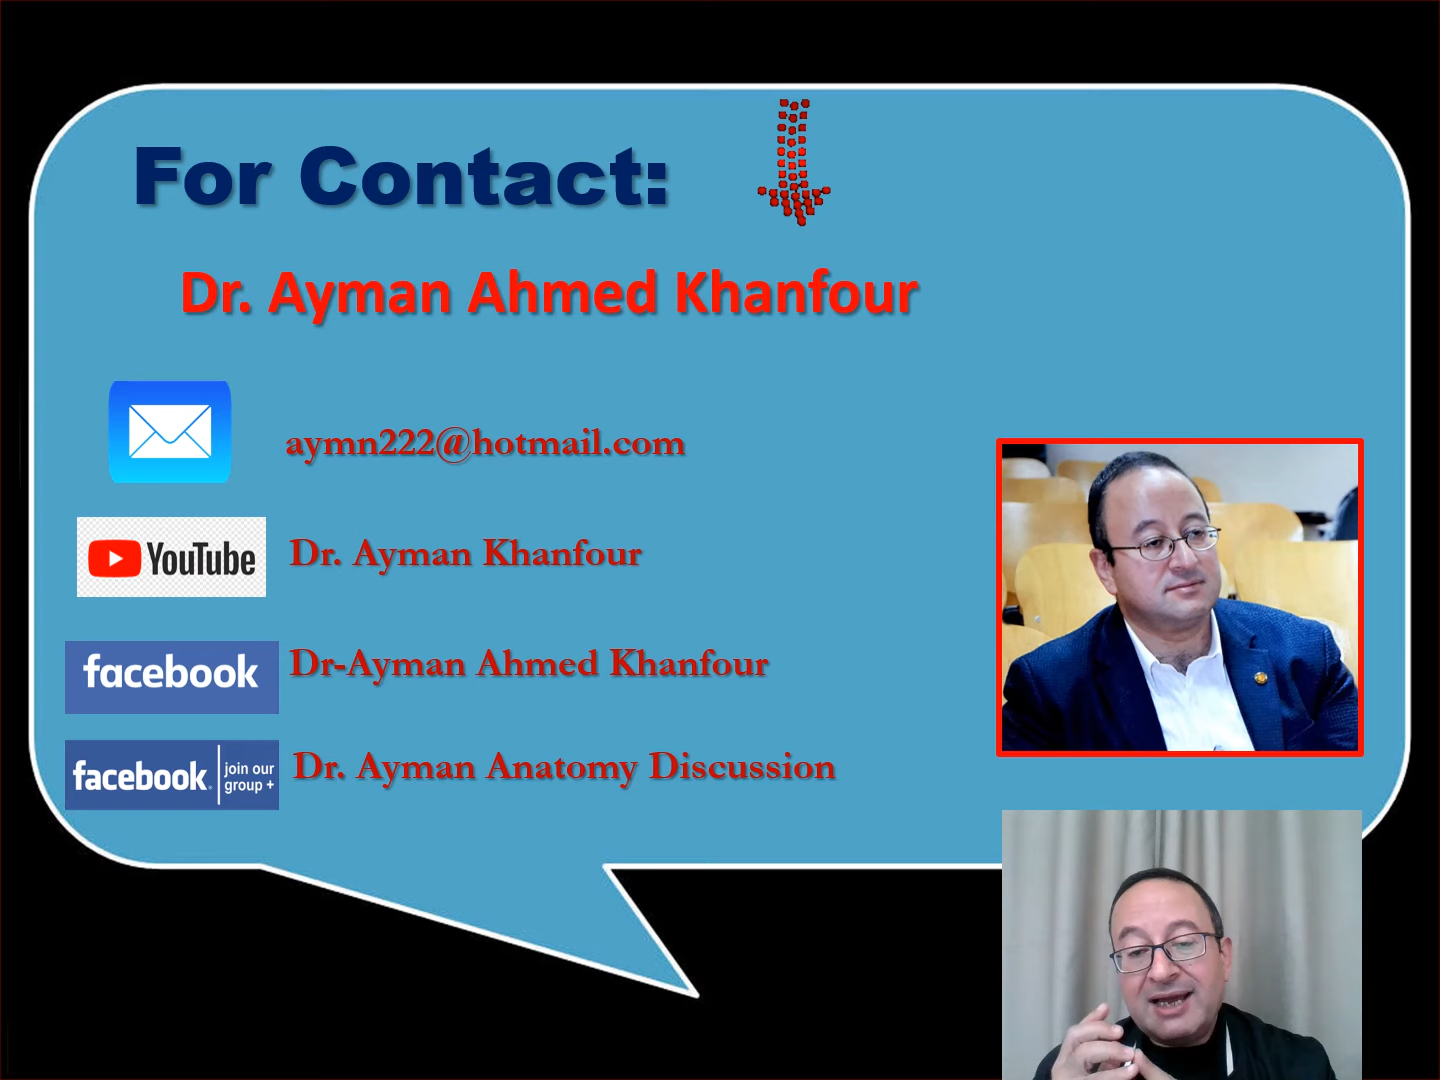 For Contact:
Dr. Ayman Ahmed Khanfour
aymn222@hotmail.com
YouTube
Dr. Ayman Khanfour
facebook
Dr-Ayman Ahmed Khanfour
facebook.
join our
group +
Dr. Ayman Anatomy Discussion